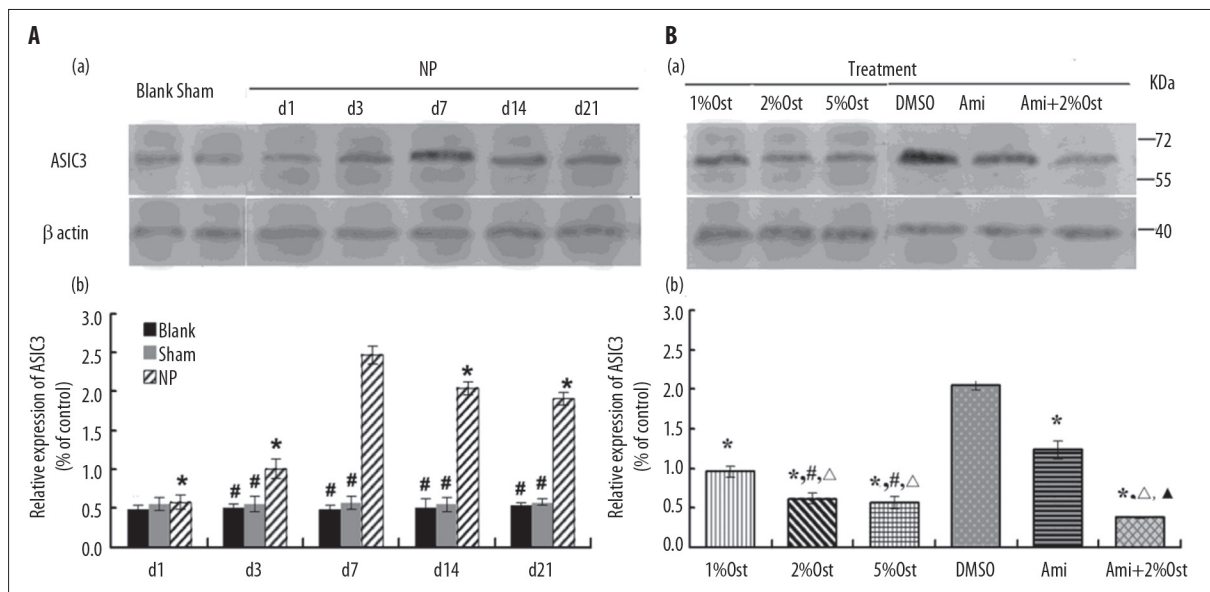 A
(a)
NP
Blank Sham
d1 d3 d7 d14 d21
ASIC3
β actin
(b)
Relative expression of ASIC3
(% of control)
3.0
2.5
2.0
1.5
1.0
0.5
0.0
Blank
Sham
NP
*
# # *
# #
# # *
# # *
d1 d3 d7 d14 d21
B
(a)
Treatment
KDa
1%Ost 2%Ost 5%Ost DMSO Ami Ami+2%Ost
72
55
40
(b)
Relative expression of ASIC3
(% of control)
3.0
2.5
2.0
1.5
1.0
0.5
0.0
*
*,#,△
*,#,△
*
*,△,▲
1%Ost 2%Ost 5%Ost DMSO Ami Ami+2%Ost